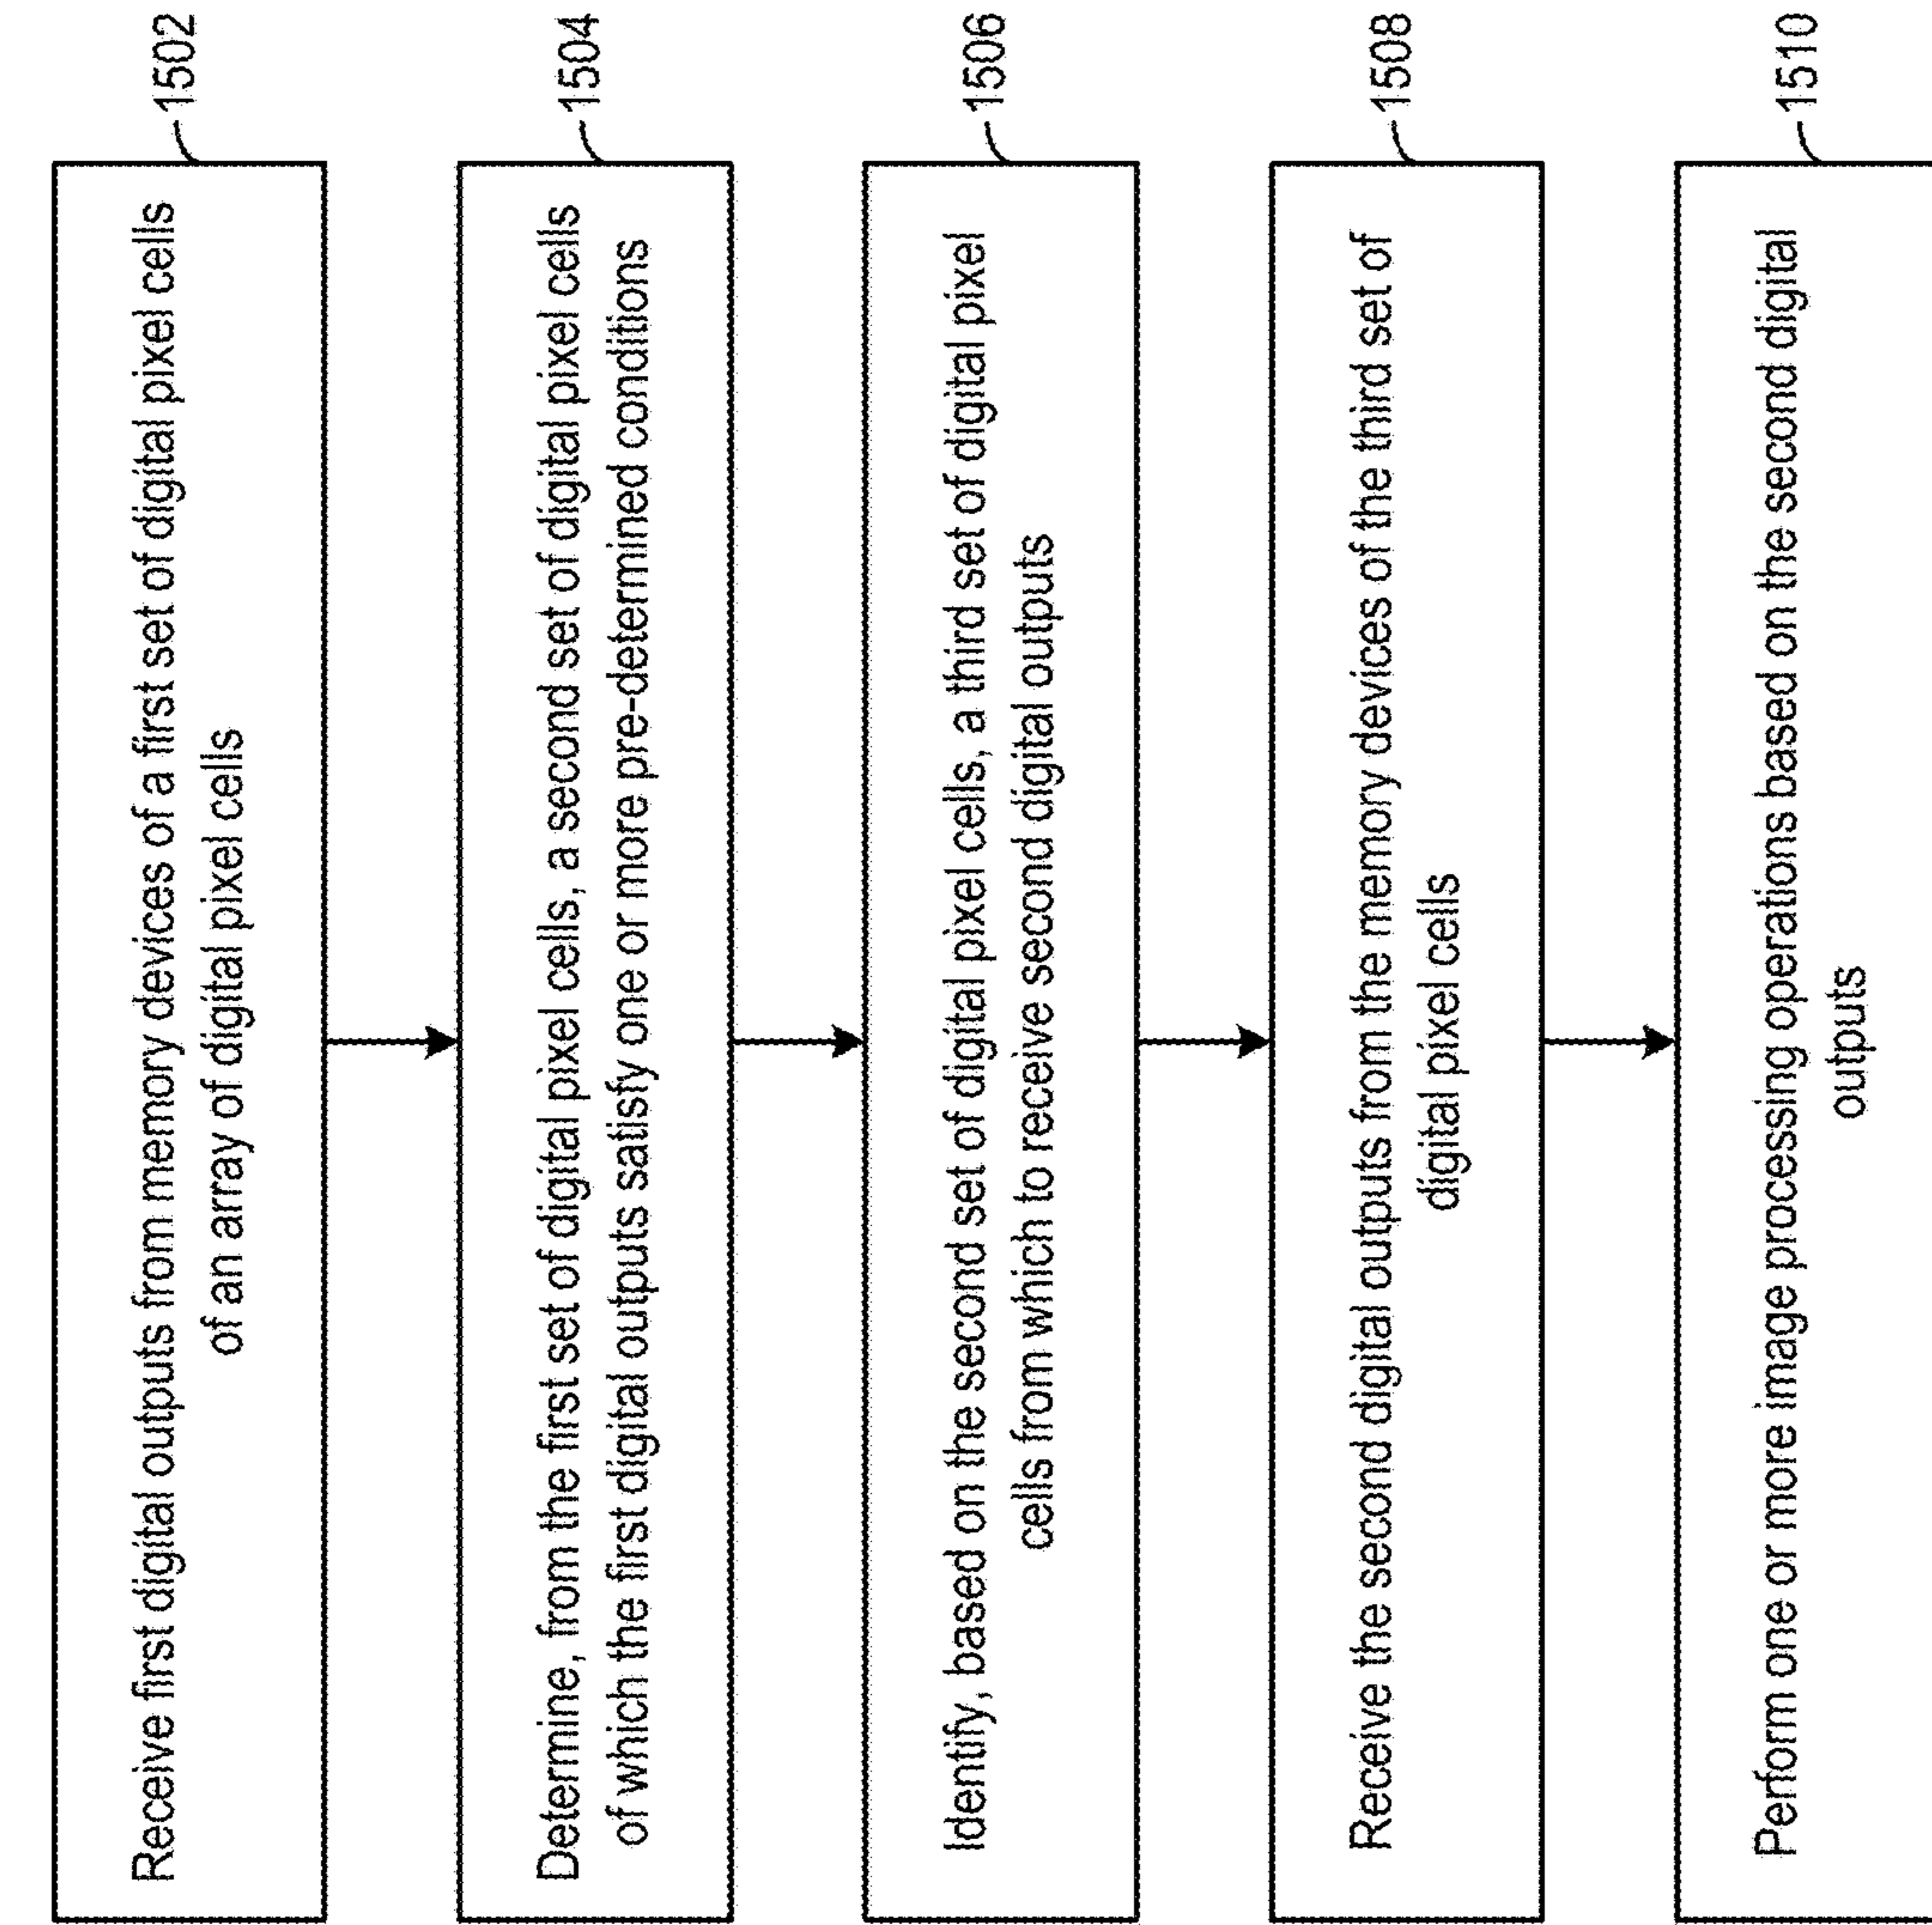 Receive first digital outputs from memory devices of a first set of digital pixel cells
of an array of digital pixel cells
1502
Determine, from the first set of digital pixel cells, a second set of digital pixel cells
of which the first digital outputs satisfy one or more pre-determined conditions
1504
Identify, based on the second set of digital pixel cells, a third set of digital pixel
cells from which to receive second digital outputs
1506
Receive the second digital outputs from the memory devices of the third set of
digital pixel cells
1508
Perform one or more image processing operations based on the second digital
outputs
1510